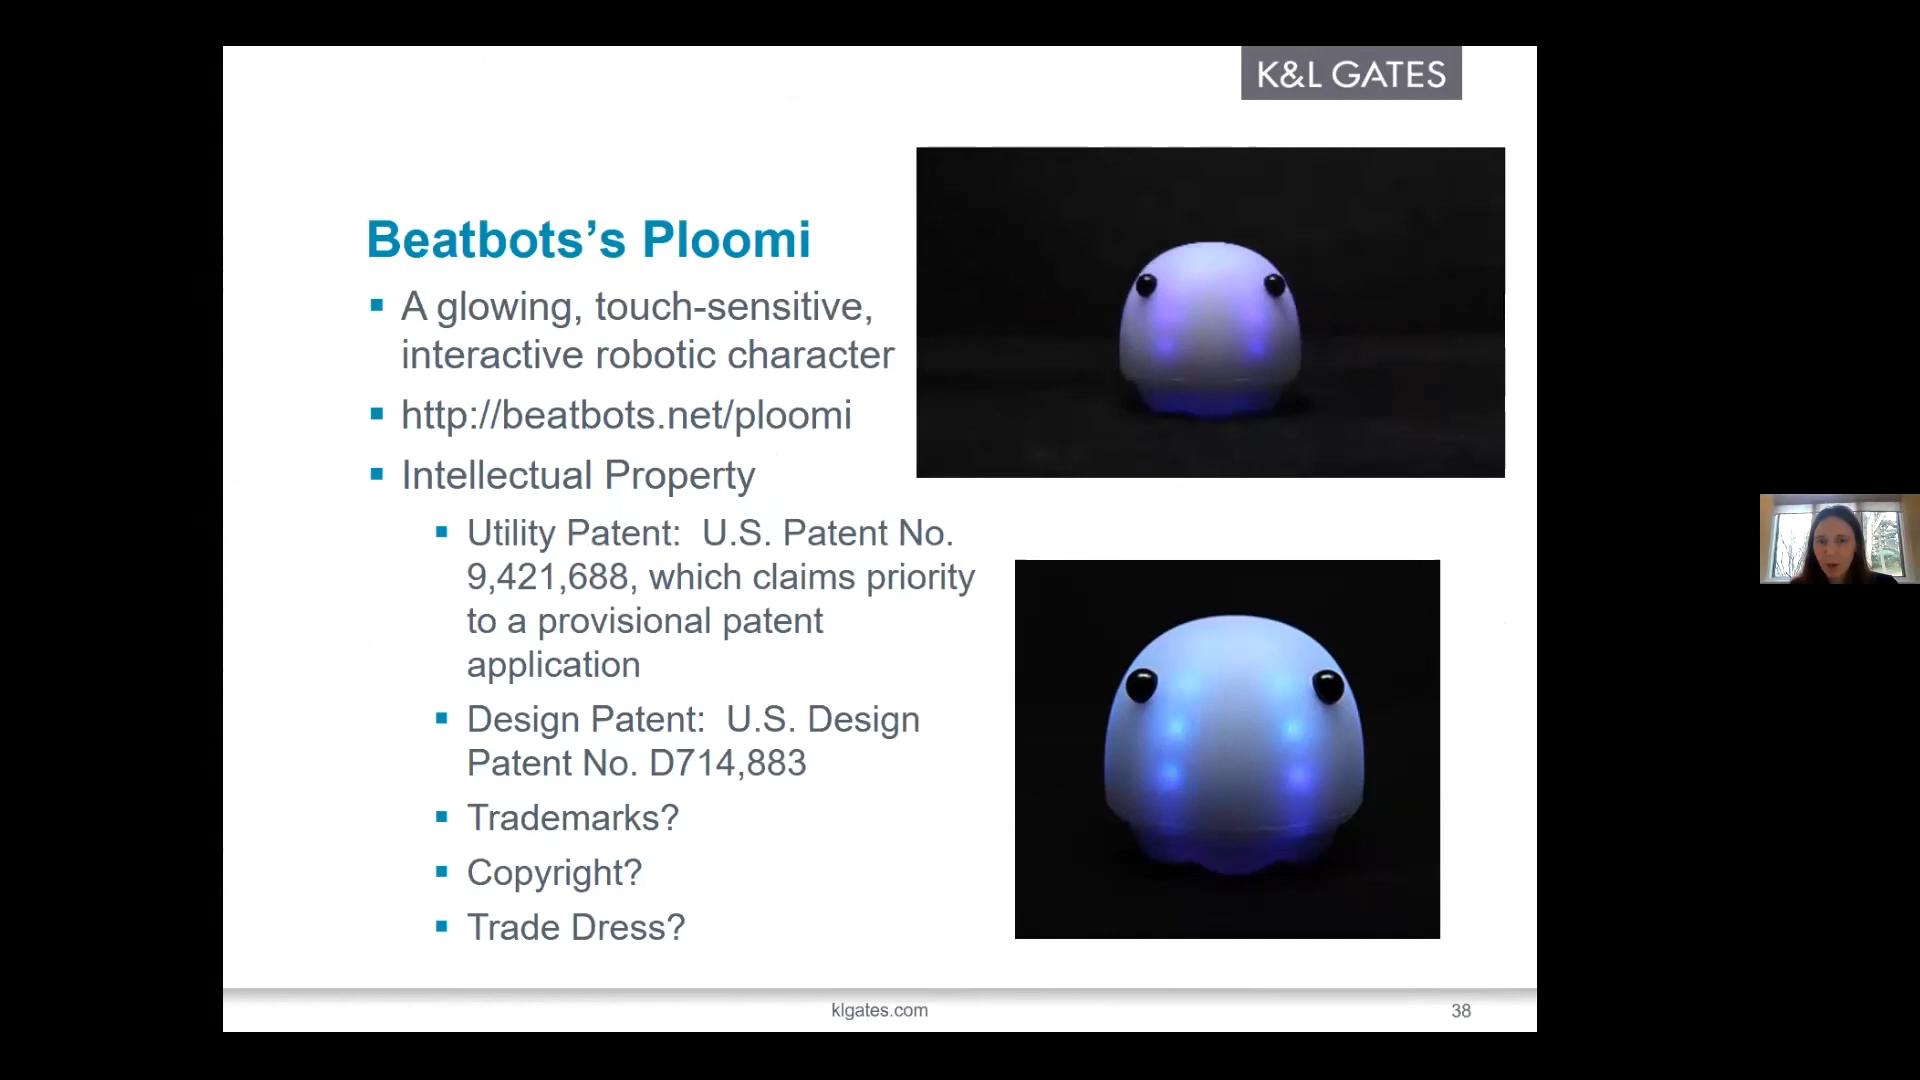 K&L GATES
Beatbots’s Ploomi
▪ A glowing, touch-sensitive,
interactive robotic character
▪ http://beatbots.net/ploomi
▪ Intellectual Property
▪ Utility Patent:  U.S. Patent No.
9,421,688, which claims priority
to a provisional patent
application
▪ Design Patent:  U.S. Design
Patent No. D714,883
▪ Trademarks?
▪ Copyright?
▪ Trade Dress?
klgates.com
38